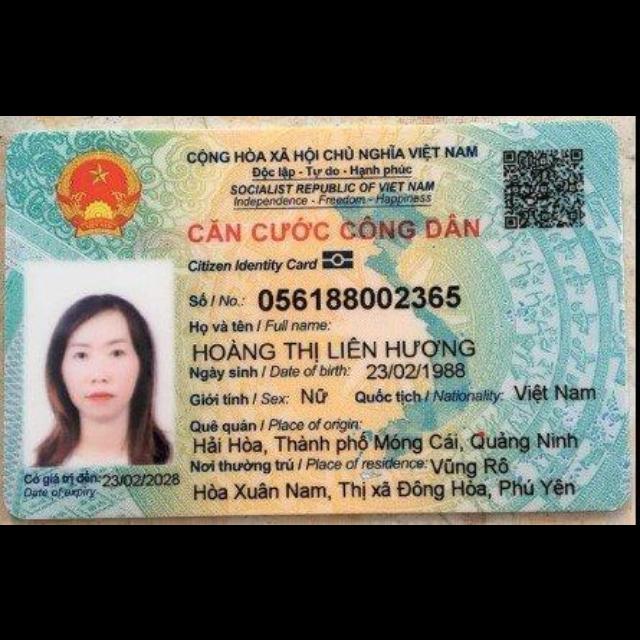 CỘNG HÒA XÃ HỘI CHỦ NGHĨA VIỆT NAM
Độc lập - Tự do - Hạnh phúc
SOCIALIST REPUBLIC OF VIET NAM
Independence - Freedom - Happiness
CĂN CƯỚC CÔNG DÂN
Citizen Identity Card
Số / No.: 056188002365
Họ và tên / Full name:
HOÀNG THỊ LIÊN HƯƠNG
Ngày sinh / Date of birth: 23/02/1988
Giới tính / Sex: Nữ Quốc tịch / Nationality: Việt Nam
Quê quán / Place of origin:
Hải Hòa, Thành phố Móng Cái, Quảng Ninh
Nơi thường trú / Place of residence: Vũng Rô
Hòa Xuân Nam, Thị xã Đông Hòa, Phú Yên
Có giá trị đến: 23/02/2028
Date of expiry